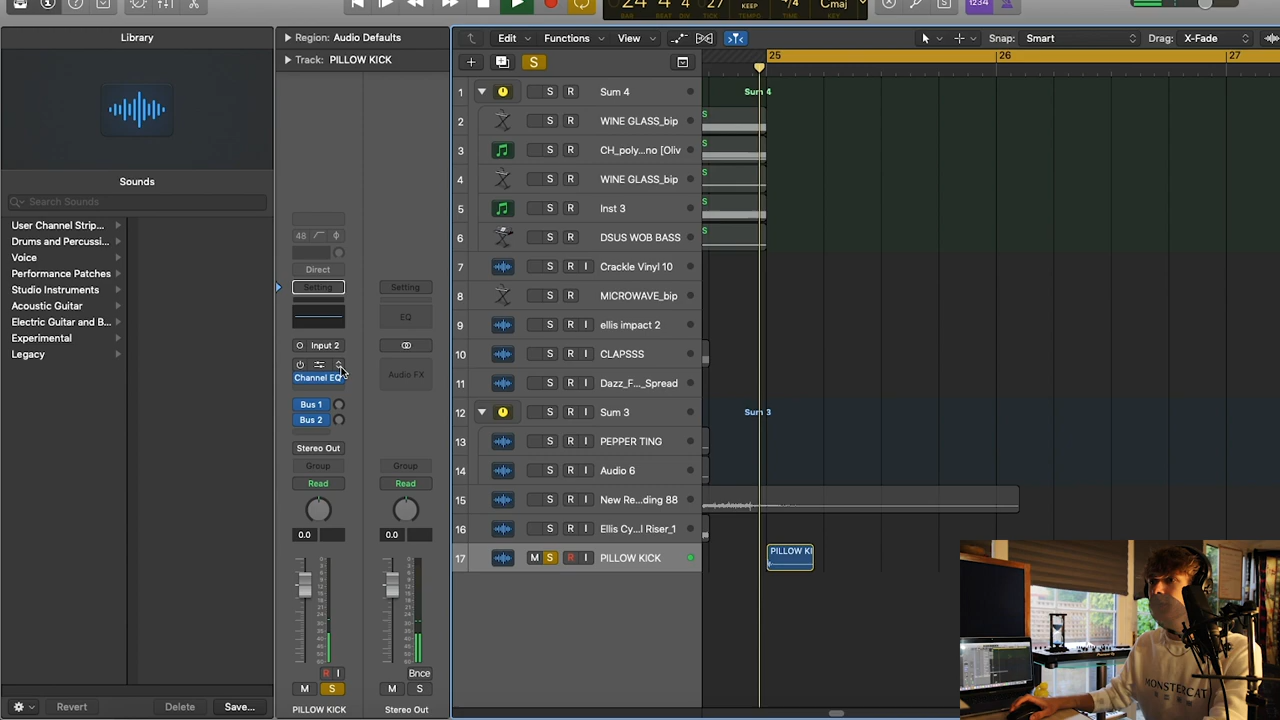 24 4 4 27
BAR BEAT
KEEP
TEMPO
/4
Cmaj
1234
Library
Region: Audio Defaults
Track: PILLOW KICK
Edit
Functions
View
Snap: Smart
Drag: X-Fade
25
26
27
S
Sounds
Search Sounds
User Channel Strip...
Drums and Percussi...
Voice
Performance Patches
Studio Instruments
Acoustic Guitar
Electric Guitar and B...
Experimental
Legacy
48
Direct
Setting
Setting
EQ
Input 2
Channel EQ
Audio FX
Bus 1
Bus 2
Stereo Out
Group
Group
Read
Read
0.0
0.0
R I
Bnce
M S
M S
PILLOW KICK
Stereo Out
1 S R Sum 4
2 S R WINE GLASS_bip
3 S R CH_poly...no [Oliv
4 S R WINE GLASS_bip
5 S R Inst 3
6 S R DSUS WOB BASS
7 S R I Crackle Vinyl 10
8 S R MICROWAVE_bip
9 S R I ellis impact 2
10 S R I CLAPSSS
11 S R I Dazz_F..._Spread
12 S R Sum 3
13 S R I PEPPER TING
14 S R I Audio 6
15 S R I New Re...ding 88
16 S R I Ellis Cy...l Riser_1
17 M S R I PILLOW KICK
Sum 4
Sum 3
PILLOW KI
Revert
Delete
Save...
MONSTERCAT